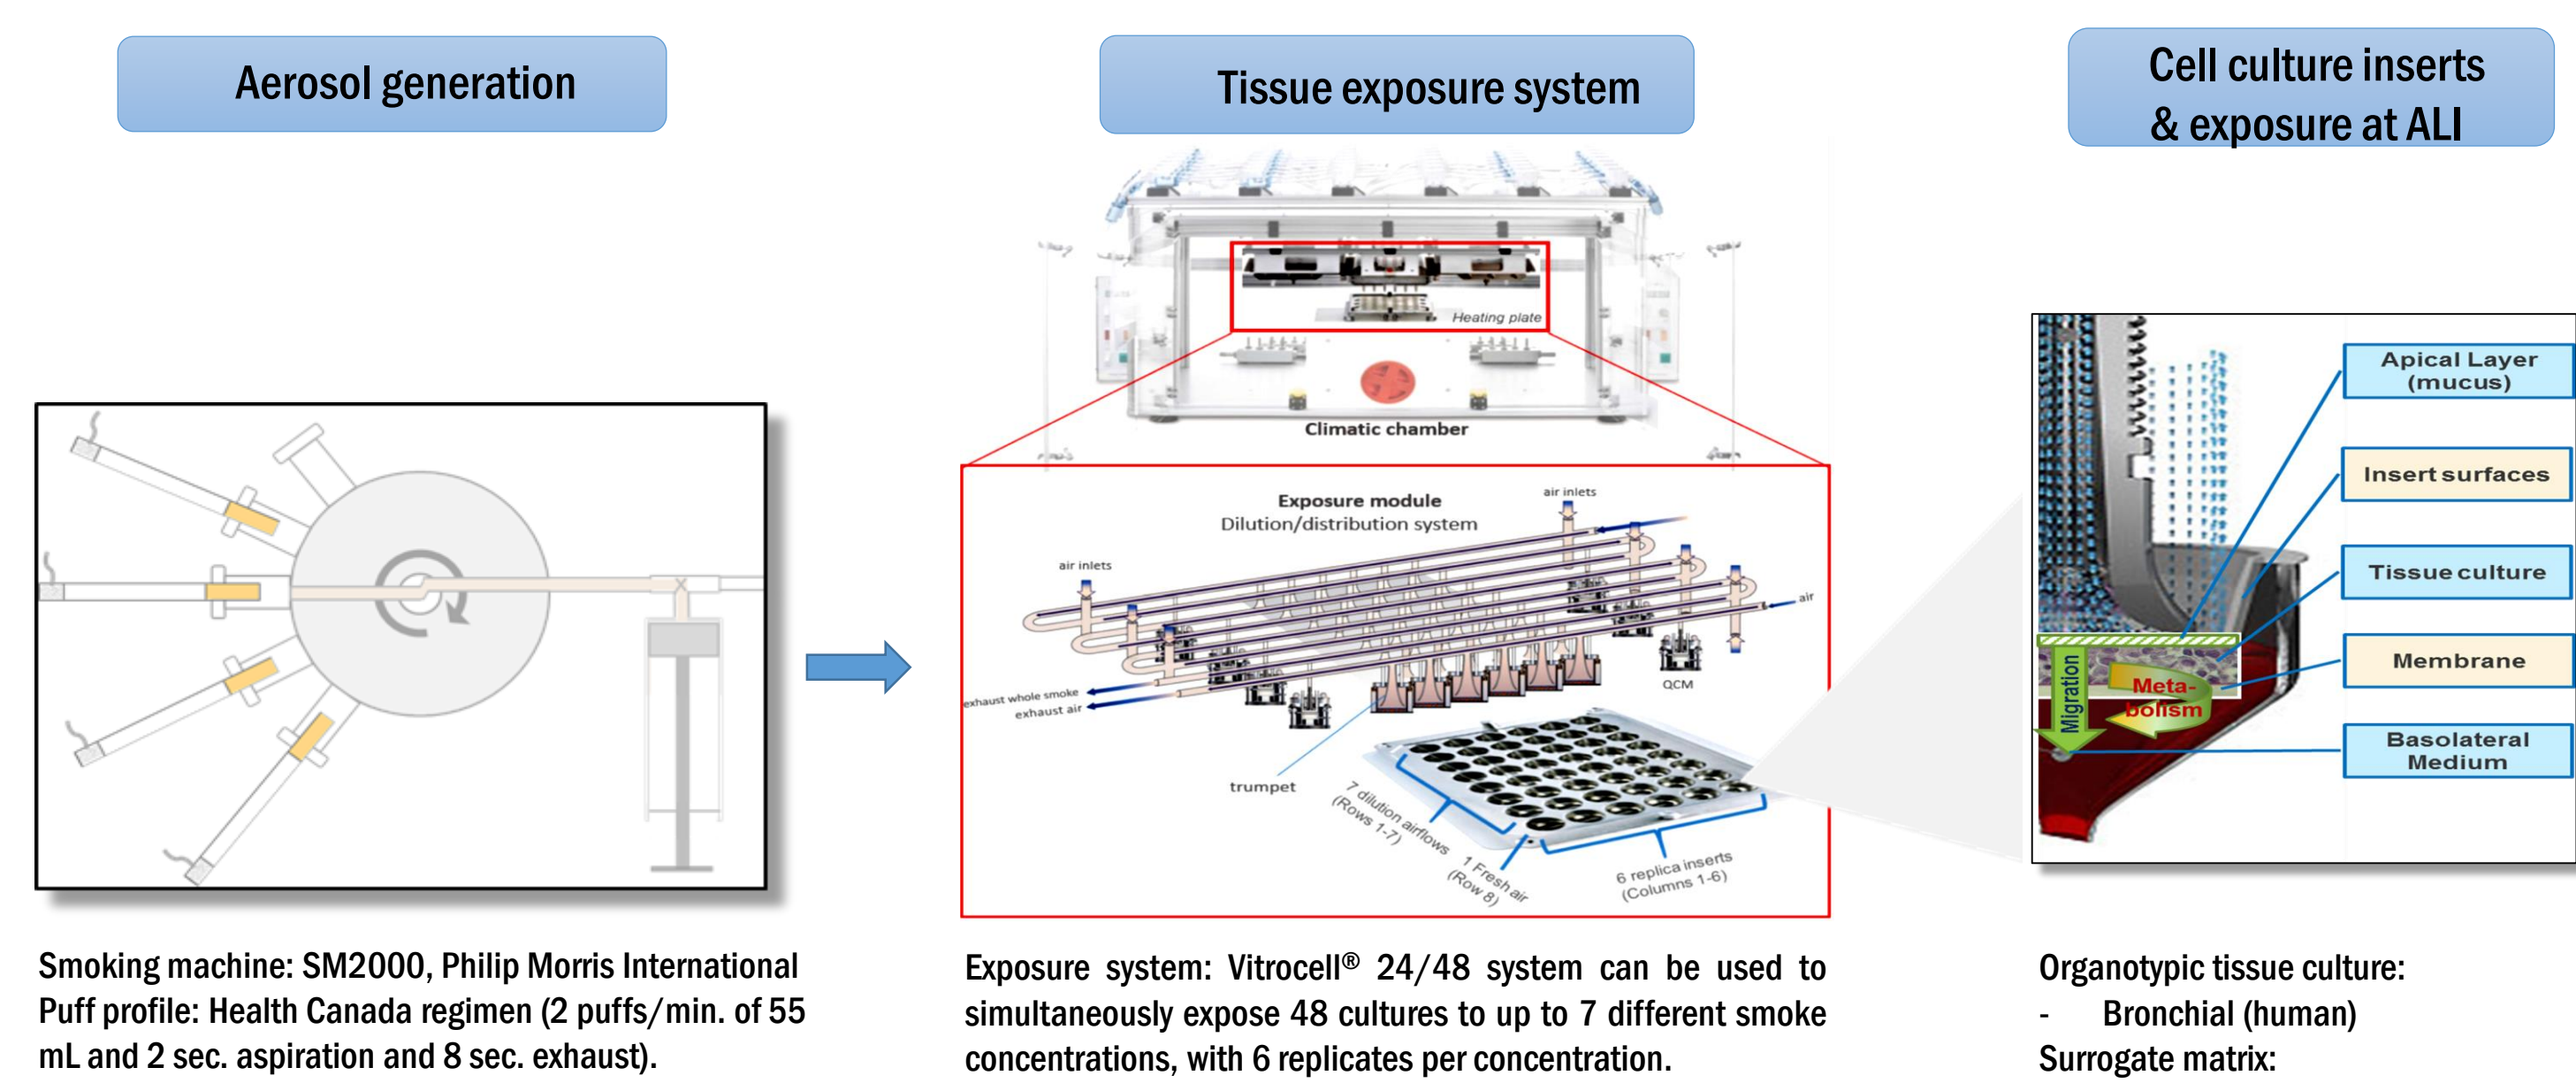 Aerosol generation
Tissue exposure system
Cell culture inserts
& exposure at ALI
Heating plate
Climatic chamber
Exposure module
Dilution/distribution system
air inlets
air inlets
air
exhaust whole smoke
exhaust air
QCM
trumpet
7 dilution airflows
(Rows 1-7)
1 Fresh air
(Row 8)
6 replica inserts
(Columns 1-6)
Apical Layer
(mucus)
Insert surfaces
Tissue culture
Membrane
Basolateral
Medium
Migration
Meta-
bolism
Smoking machine: SM2000, Philip Morris International
Puff profile: Health Canada regimen (2 puffs/min. of 55
mL and 2 sec. aspiration and 8 sec. exhaust).
Exposure system: Vitrocell® 24/48 system can be used to
simultaneously expose 48 cultures to up to 7 different smoke
concentrations, with 6 replicates per concentration.
Organotypic tissue culture:
- Bronchial (human)
Surrogate matrix: